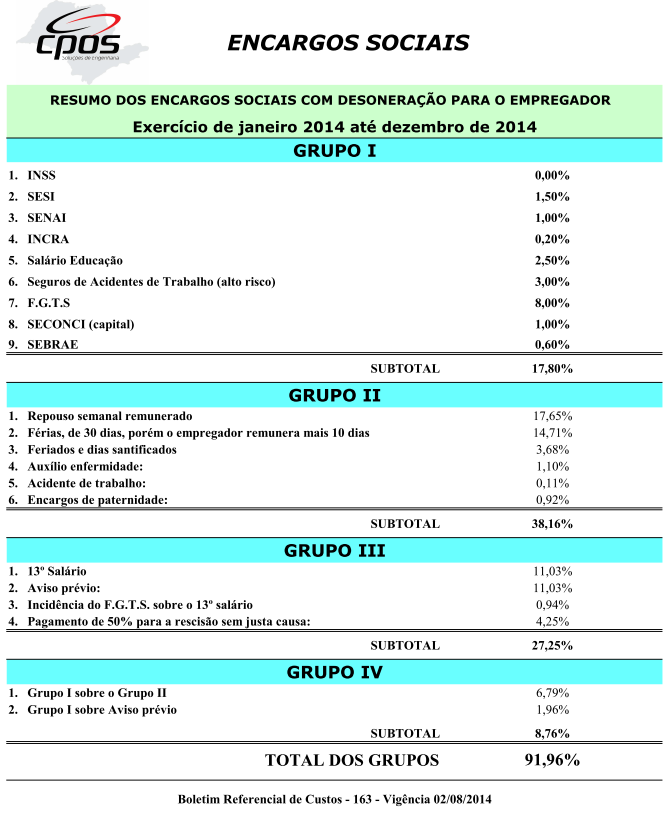 cpos
Soluções de Engenharia
ENCARGOS SOCIAIS
RESUMO DOS ENCARGOS SOCIAIS COM DESONERAÇÃO PARA O EMPREGADOR
Exercício de janeiro 2014 até dezembro de 2014
GRUPO I
1. INSS 0,00%
2. SESI 1,50%
3. SENAI 1,00%
4. INCRA 0,20%
5. Salário Educação 2,50%
6. Seguros de Acidentes de Trabalho (alto risco) 3,00%
7. F.G.T.S 8,00%
8. SECONCI (capital) 1,00%
9. SEBRAE 0,60%
SUBTOTAL 17,80%
GRUPO II
1. Repouso semanal remunerado 17,65%
2. Férias, de 30 dias, porém o empregador remunera mais 10 dias 14,71%
3. Feriados e dias santificados 3,68%
4. Auxílio enfermidade: 1,10%
5. Acidente de trabalho: 0,11%
6. Encargos de paternidade: 0,92%
SUBTOTAL 38,16%
GRUPO III
1. 13º Salário 11,03%
2. Aviso prévio: 11,03%
3. Incidência do F.G.T.S. sobre o 13º salário 0,94%
4. Pagamento de 50% para a rescisão sem justa causa: 4,25%
SUBTOTAL 27,25%
GRUPO IV
1. Grupo I sobre o Grupo II 6,79%
2. Grupo I sobre Aviso prévio 1,96%
SUBTOTAL 8,76%
TOTAL DOS GRUPOS 91,96%
Boletim Referencial de Custos - 163 - Vigência 02/08/2014